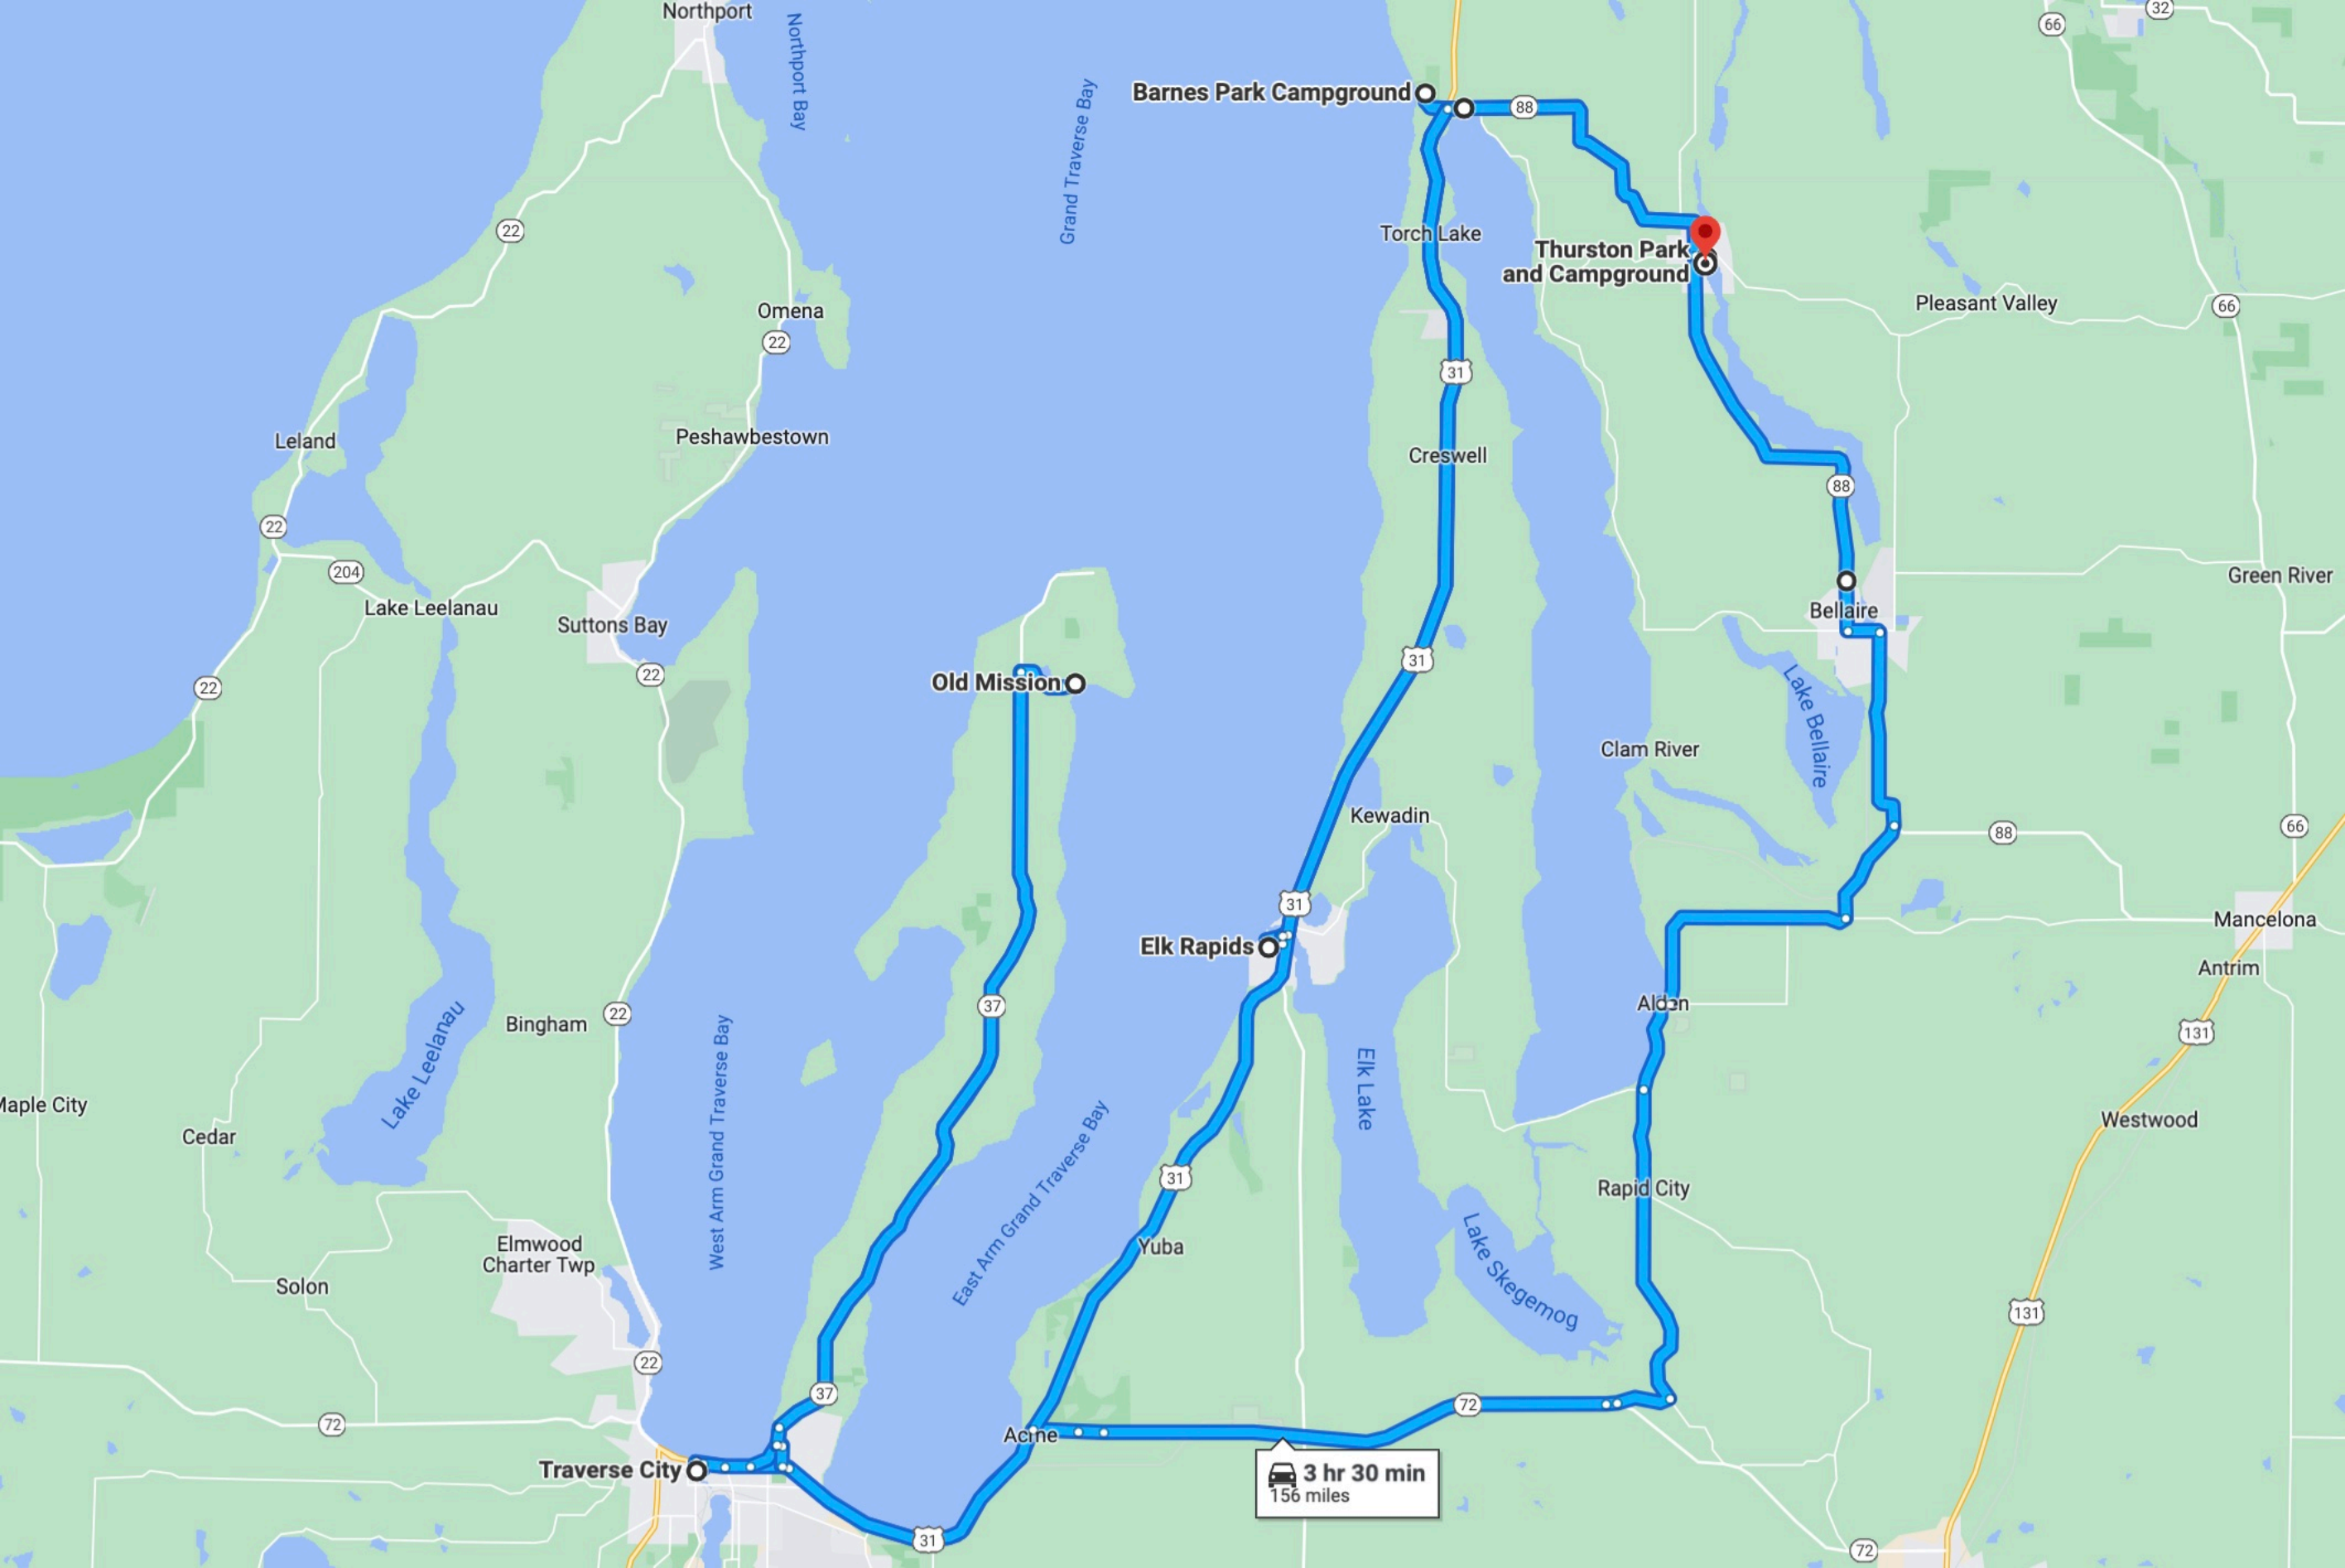 Northport
32
66
Northport Bay
Grand Traverse Bay
Barnes Park Campground
88
22
Torch Lake
Thurston Park
and Campground
Omena
Pleasant Valley
66
22
31
Leland
Peshawbestown
Creswell
88
22
204
Lake Leelanau
Suttons Bay
Green River
Bellaire
22
22
Old Mission
31
Lake Bellaire
Clam River
Kewadin
88
66
31
Mancelona
Elk Rapids
Antrim
37
Alden
Bingham
22
131
Lake Leelanau
West Arm Grand Traverse Bay
Elk Lake
Maple City
Cedar
East Arm Grand Traverse Bay
Westwood
31
Rapid City
Elmwood
Charter Twp
Yuba
Lake Skegemog
Solon
131
22
37
72
72
Acme
Traverse City
3 hr 30 min
156 miles
31
72